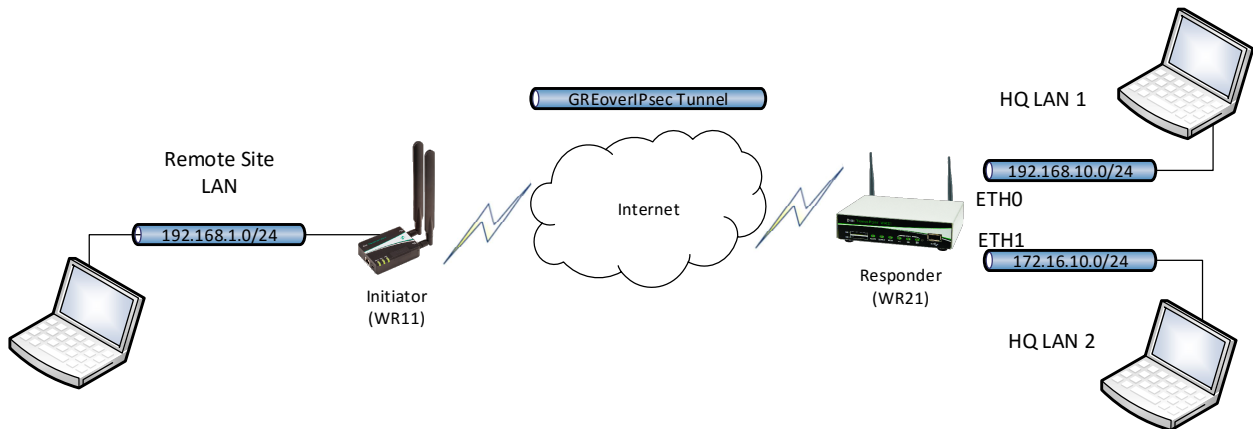 GREoverIPsec Tunnel
HQ LAN 1
Remote Site
LAN
192.168.10.0/24
ETH0
Internet
192.168.1.0/24
ETH1
172.16.10.0/24
Initiator
(WR11)
Responder
(WR21)
HQ LAN 2